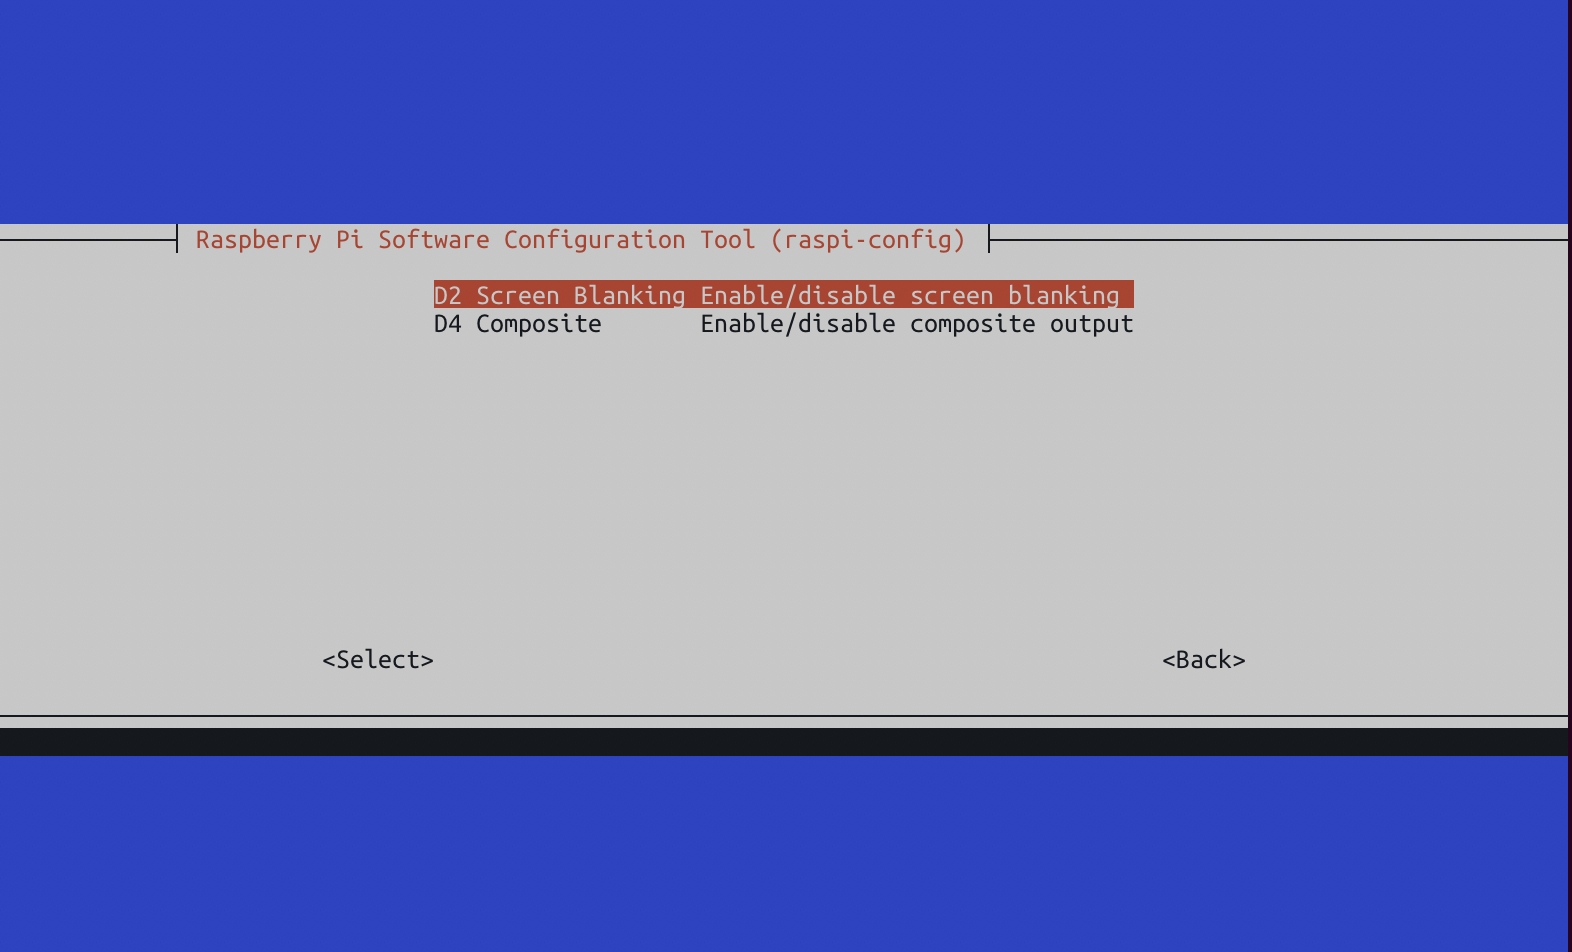 Raspberry Pi Software Configuration Tool (raspi-config)
D2 Screen Blanking Enable/disable screen blanking
D4 Composite Enable/disable composite output
<Select> <Back>